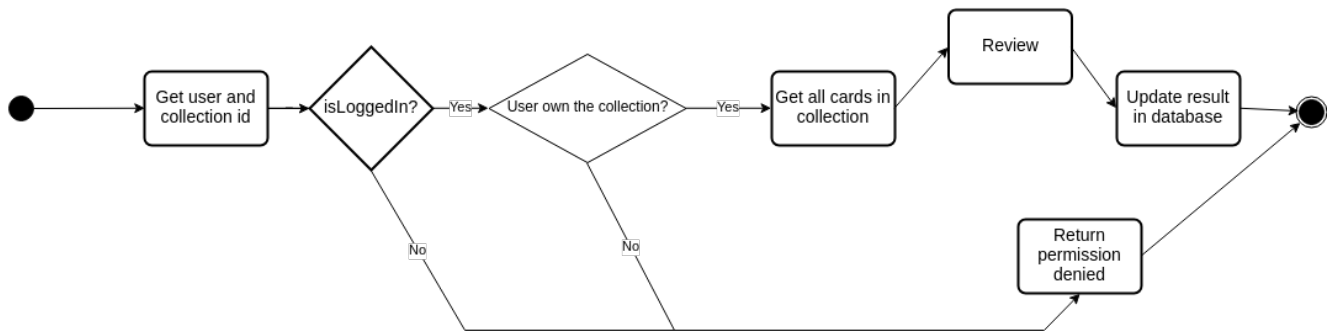 Get user and
collection id
isLoggedIn?
Yes
User own the collection?
Yes
Get all cards in
collection
Review
Update result
in database
No
No
Return
permission
denied